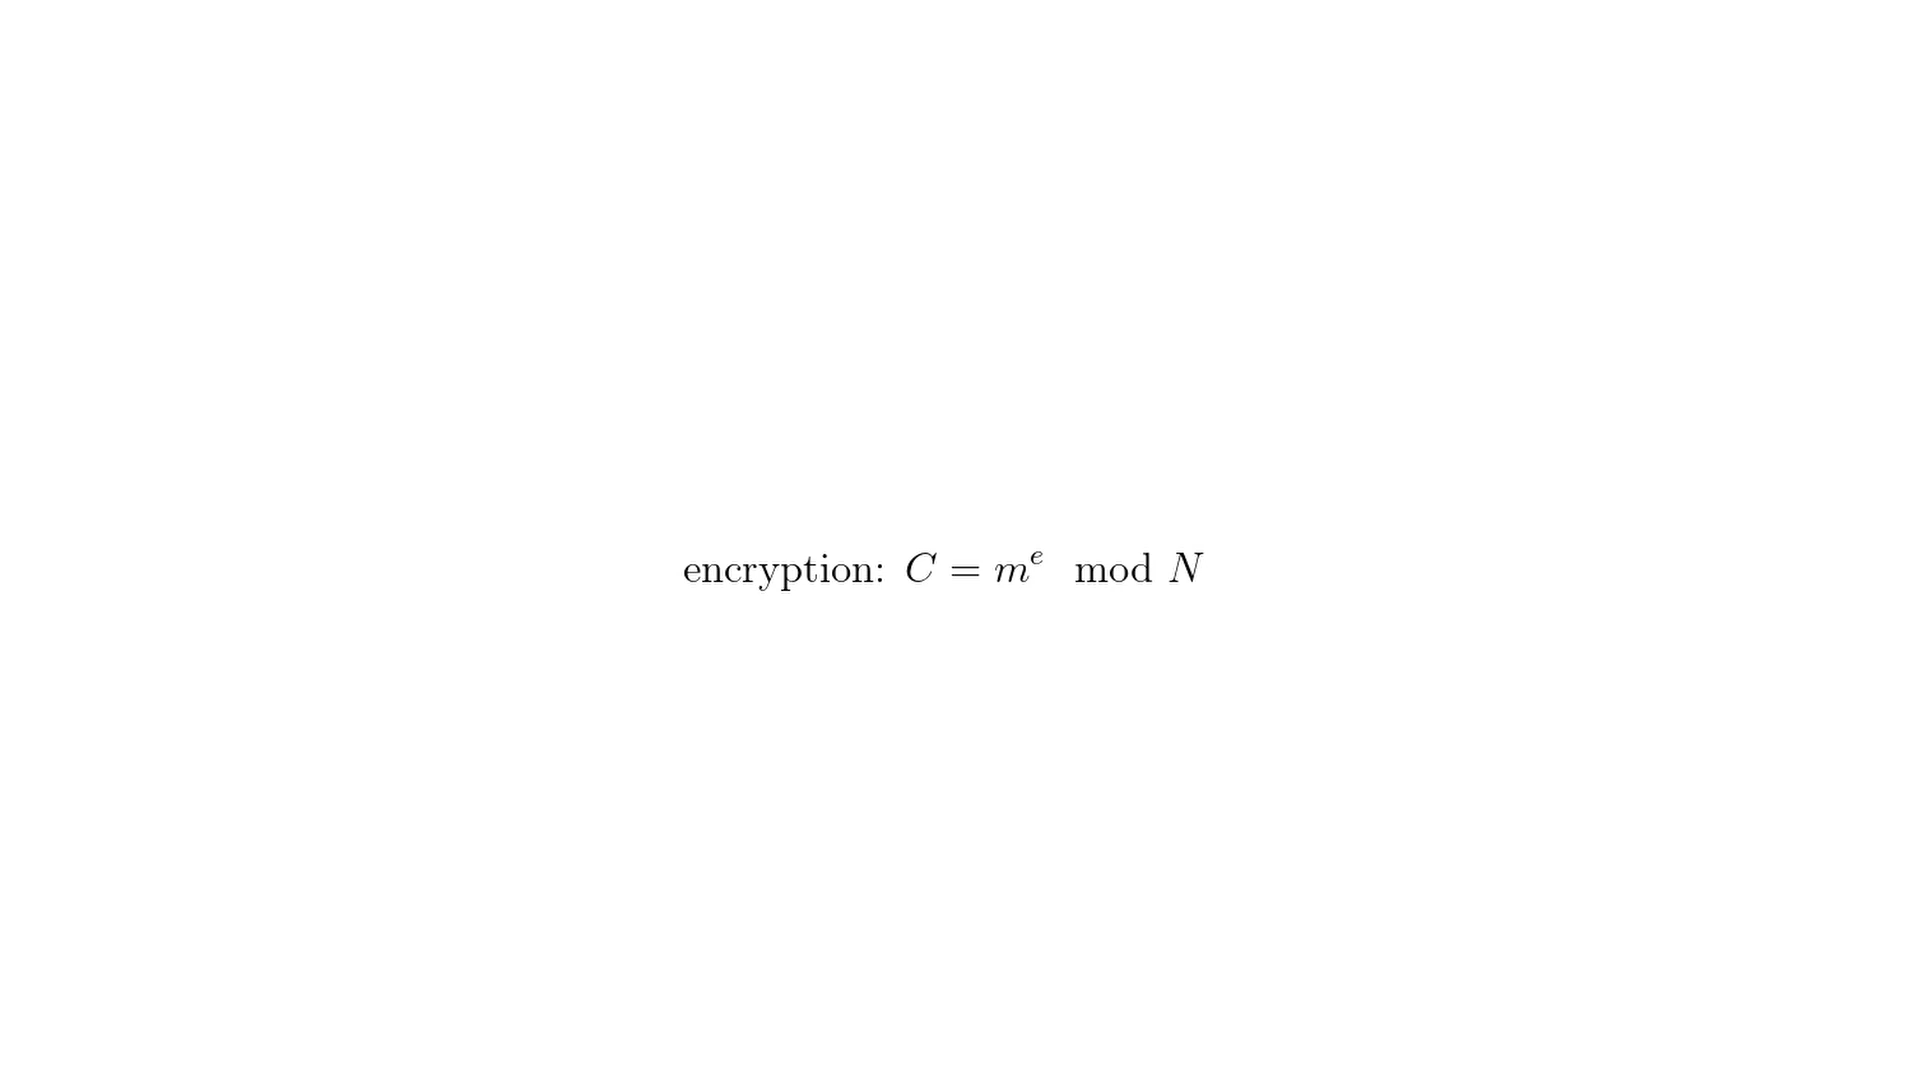 encryption: $C = m^e \mod N$